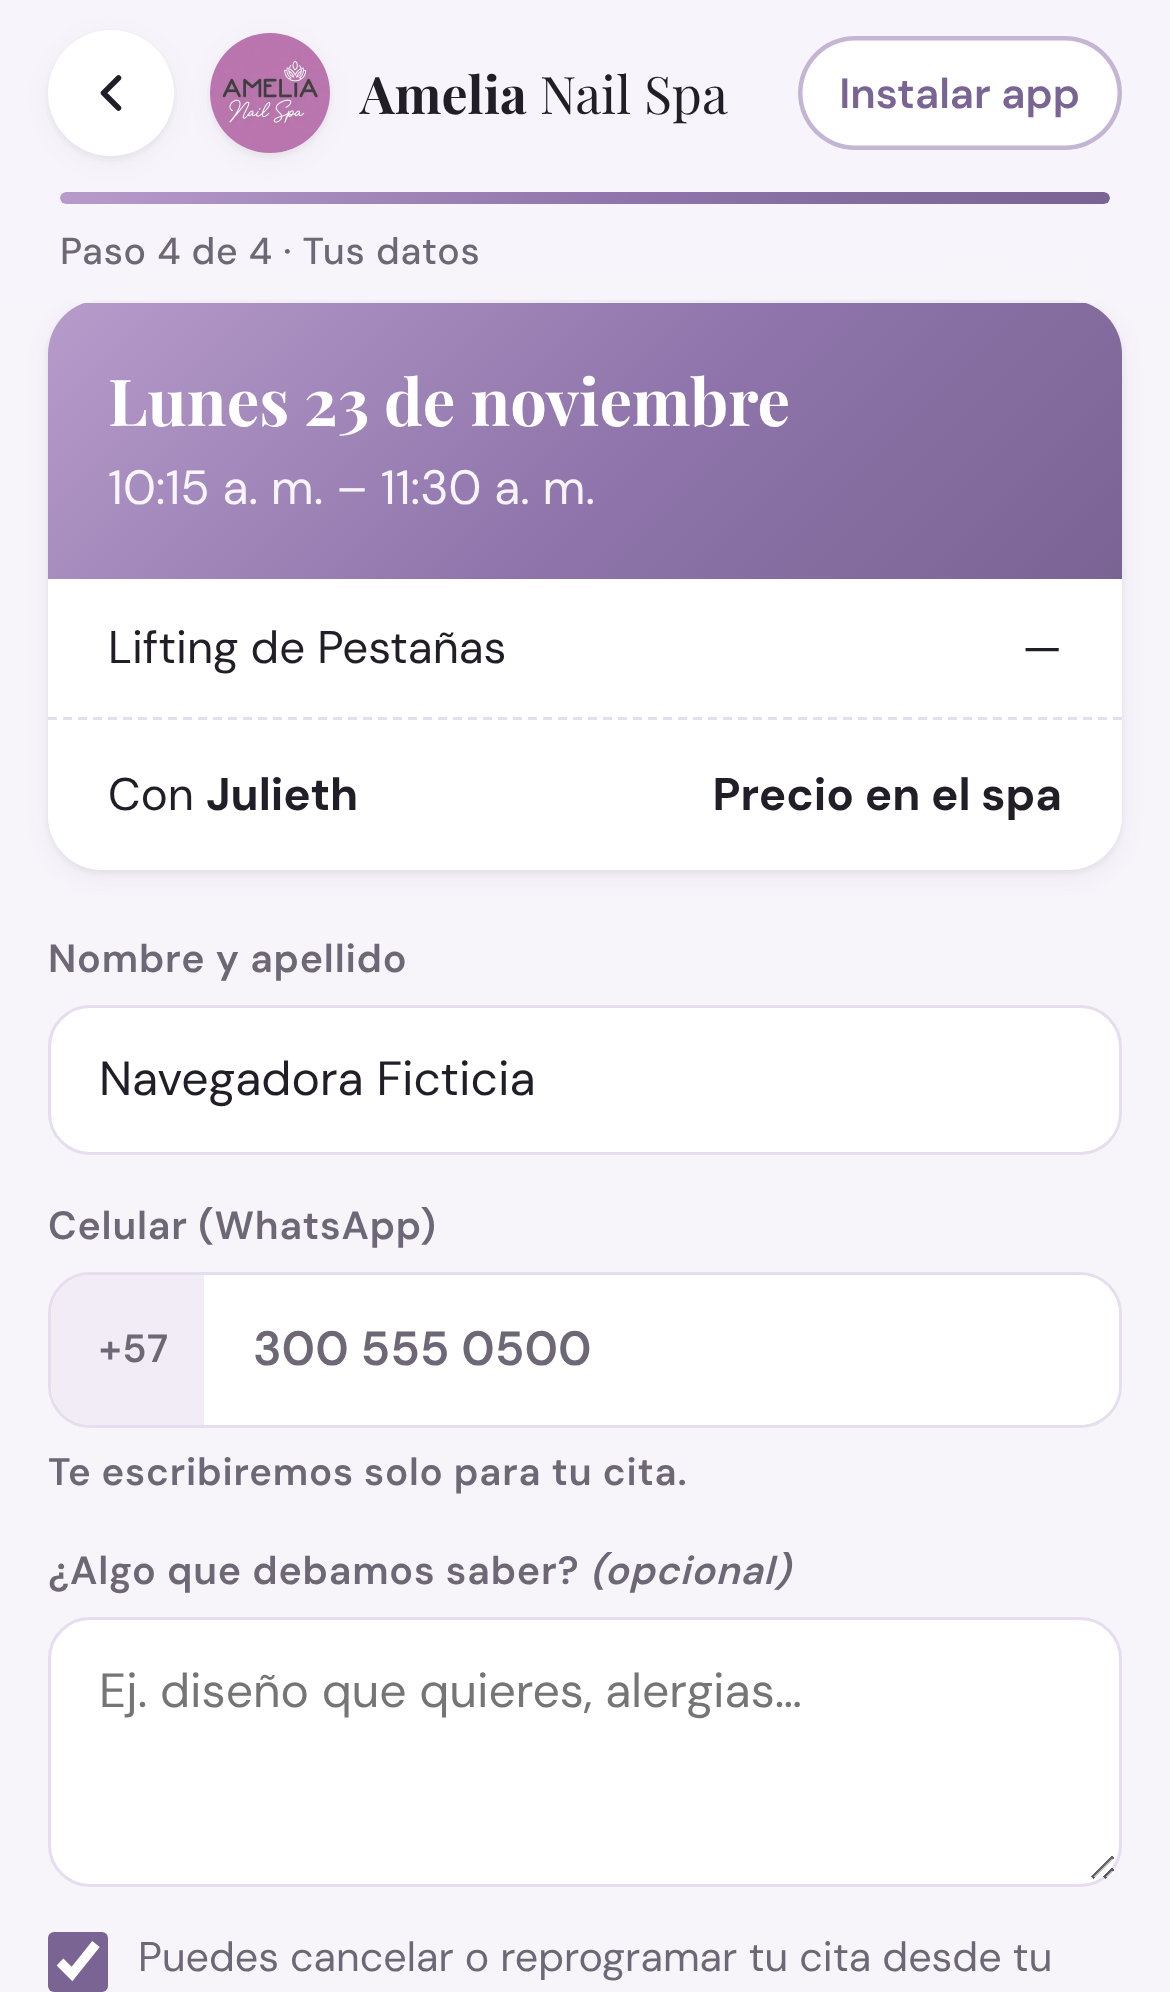 AMELIA
Nail Spa
Amelia Nail Spa
Instalar app
Paso 4 de 4 · Tus datos
Lunes 23 de noviembre
10:15 a. m. – 11:30 a. m.
Lifting de Pestañas —
Con Julieth Precio en el spa
Nombre y apellido
Navegadora Ficticia
Celular (WhatsApp)
+57 300 555 0500
Te escribiremos solo para tu cita.
¿Algo que debamos saber? (opcional)
Ej. diseño que quieres, alergias...
Puedes cancelar o reprogramar tu cita desde tu